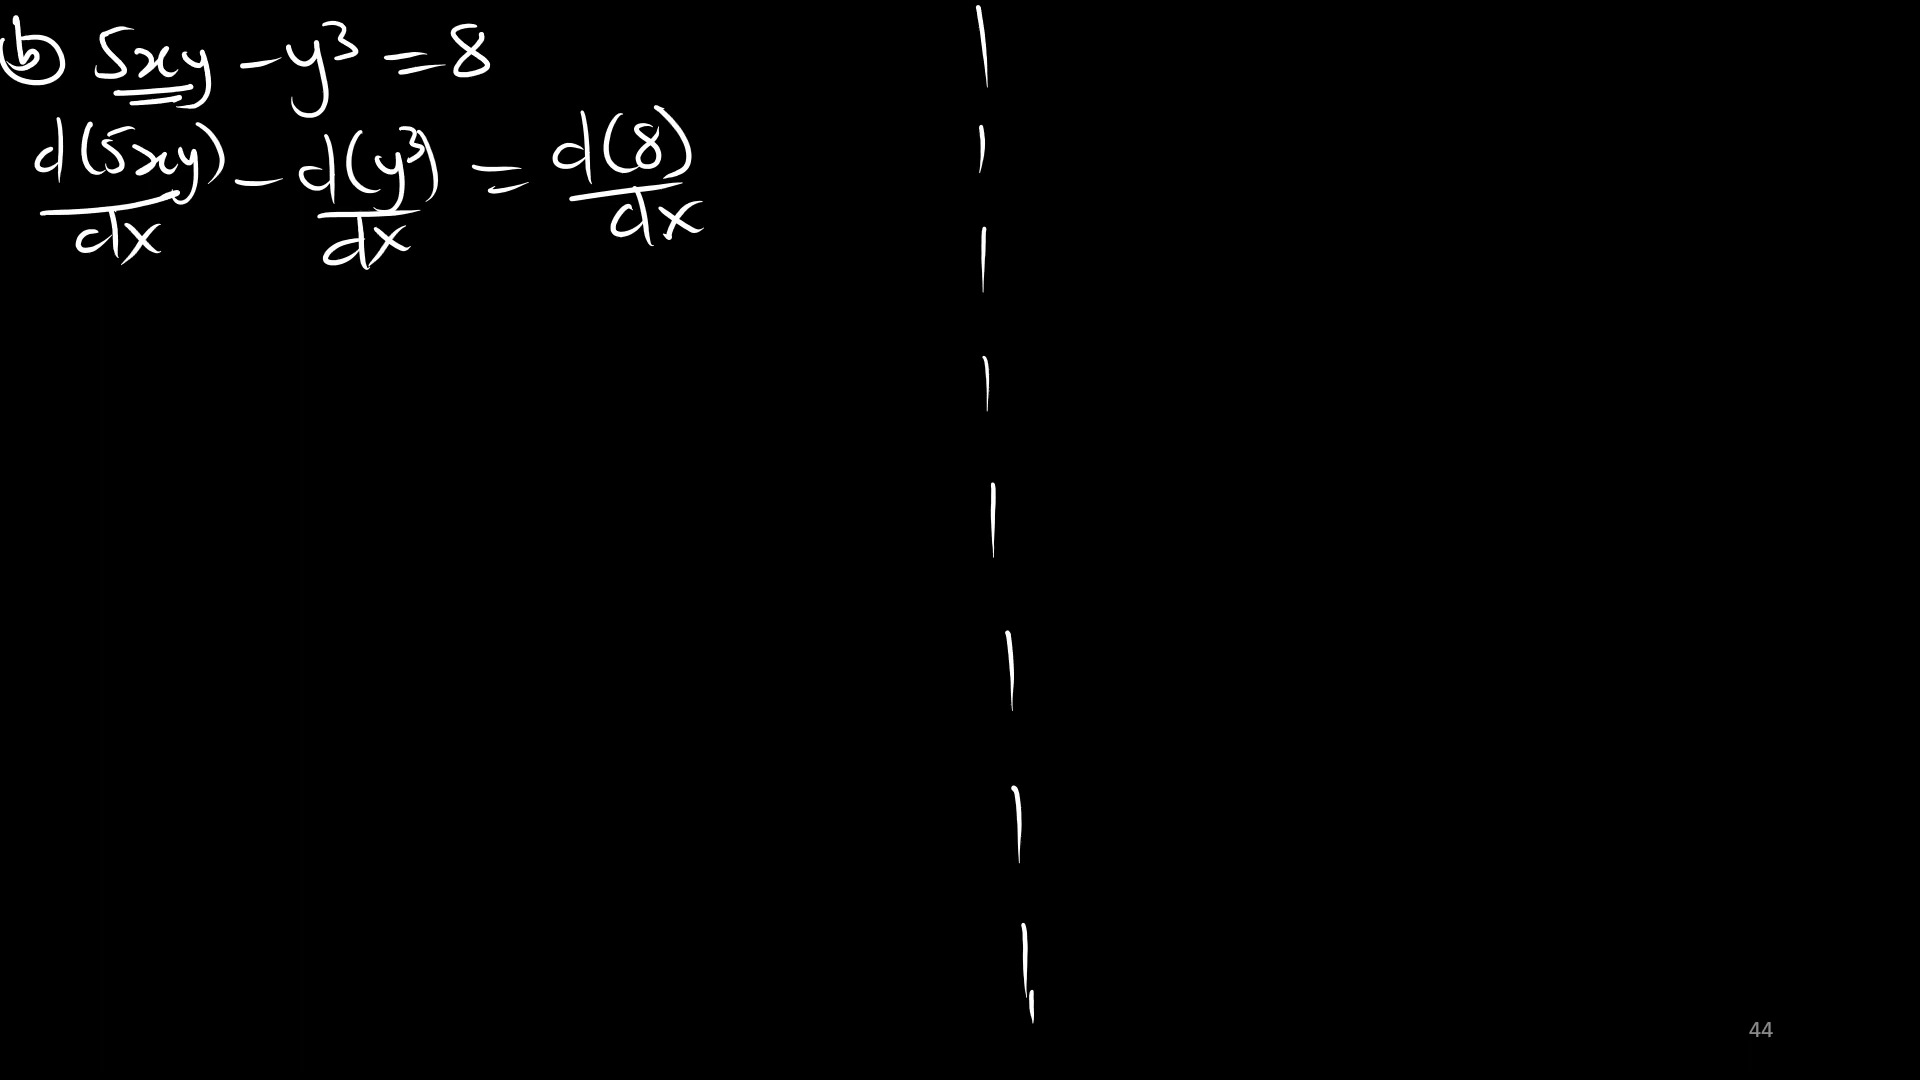 ⓑ 5xy - y³ = 8
d(5xy)/dx - d(y³)/dx = d(8)/dx
44